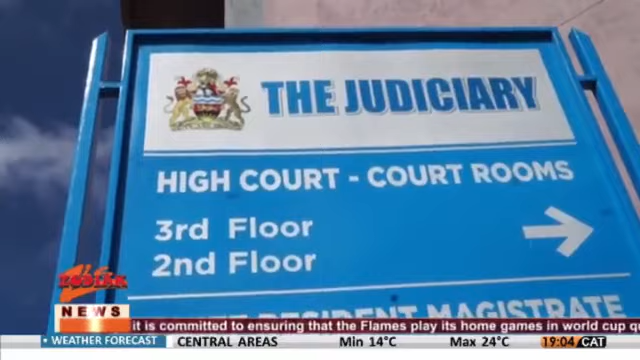 THE JUDICIARY
HIGH COURT - COURT ROOMS
3rd Floor
2nd Floor
RESIDENT MAGISTRATE
ZODIAK
NEWS
it is committed to ensuring that the Flames play its home games in world cup
WEATHER FORECAST CENTRAL AREAS Min 14°C Max 24°C 19:04 CAT